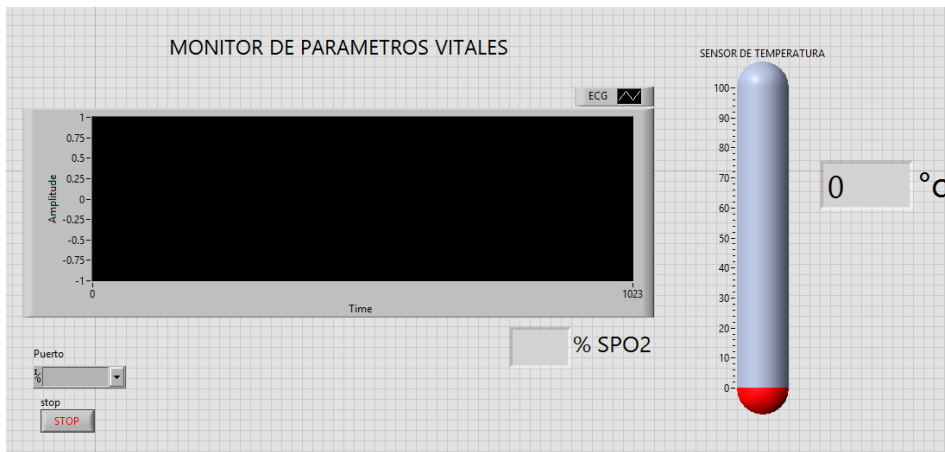 MONITOR DE PARAMETROS VITALES
SENSOR DE TEMPERATURA
ECG
1
0.75
0.5
0.25
0
-0.25
-0.5
-0.75
-1
Amplitude
0
1023
Time
100
90
80
70
60
50
40
30
20
10
0
0
°c
% SPO2
Puerto
I/O
stop
STOP